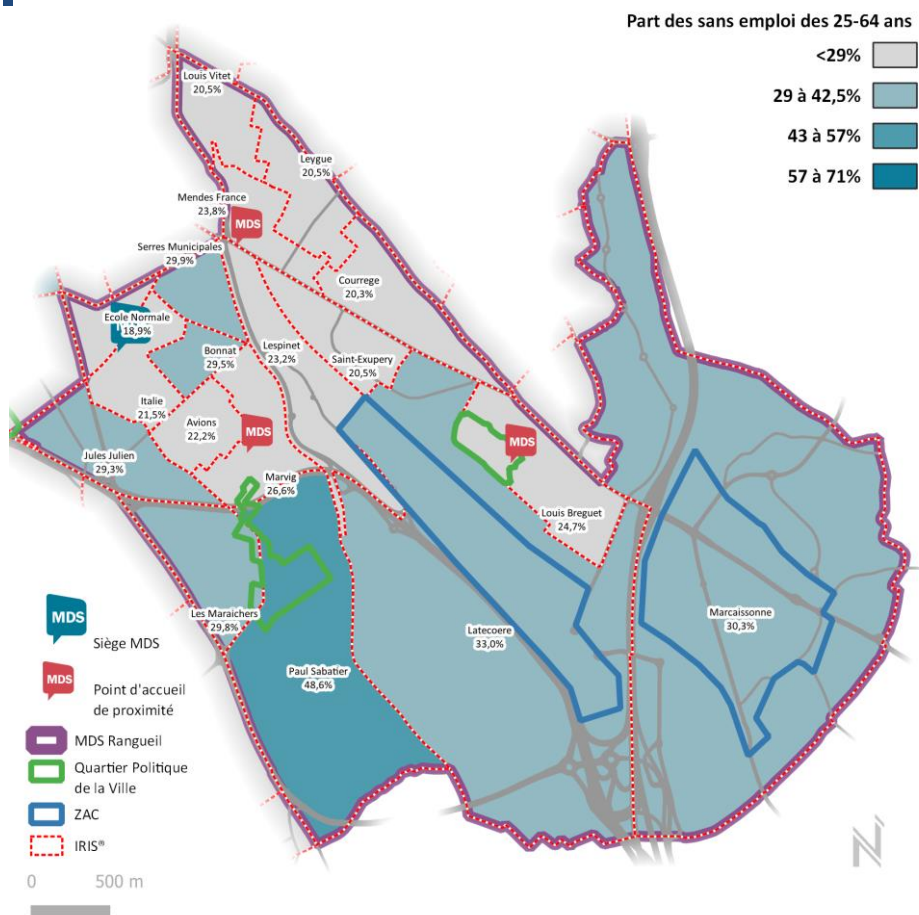 Part des sans emploi des 25-64 ans
<29%
29 à 42,5%
43 à 57%
57 à 71%
Louis Vitet
20,5%
Leygue
20,5%
Mendes France
23,8%
MDS
Serres Municipales
29,9%
Courrege
20,3%
Ecole Normale
18,9%
MDS
Bonnat
29,5%
Lespinet
23,2%
Saint-Exupery
20,5%
Italie
21,5%
Avions
22,2%
MDS
MDS
Jules Julien
29,3%
Marvig
26,6%
Louis Breguet
24,7%
Les Maraichers
29,8%
Latecoere
33,0%
Marcaissonne
30,3%
Paul Sabatier
48,6%
MDS
Siège MDS
MDS
Point d'accueil
de proximité
MDS Rangueil
Quartier Politique
de la Ville
ZAC
IRIS®
0 500 m
N